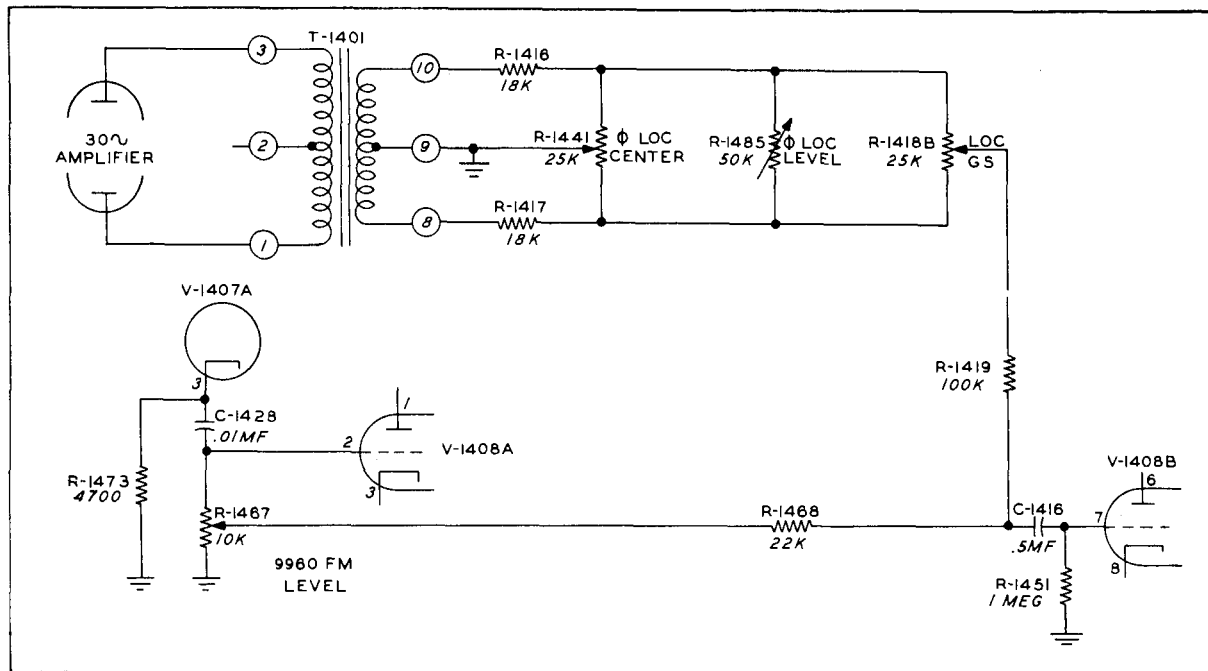 T-1401
3
2
1
30~
AMPLIFIER
10
9
8
R-1416
18K
R-1441
25K
Φ LOC
CENTER
R-1485
50K
Φ LOC
LEVEL
R-1418B
25K
LOC
GS
R-1417
18K
V-1407A
3
C-1428
.01MF
R-1473
4700
R-1467
10K
9960 FM
LEVEL
1
2
3
V-1408A
R-1468
22K
R-1419
100K
C-1416
.5MF
V-1408B
6
7
8
R-1451
1 MEG